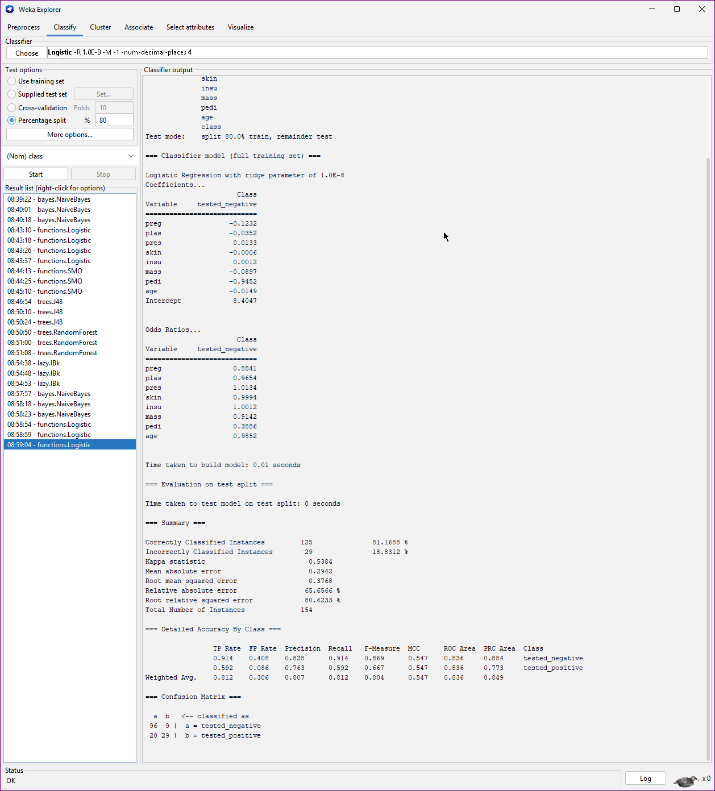 Weka Explorer
Preprocess Classify Cluster Associate Select attributes Visualize
Classifier
Choose Logistic -R 1.0E-8 -M -1 -num-decimal-places 4
Test options
Use training set
Supplied test set Set...
Cross-validation Folds 10
Percentage split % 80
More options...
(Nom) class
Start Stop
Result list (right-click for options)
08:39:22 - bayes.NaiveBayes
08:40:01 - bayes.NaiveBayes
08:40:18 - bayes.NaiveBayes
08:43:10 - functions.Logistic
08:43:18 - functions.Logistic
08:43:26 - functions.Logistic
08:43:37 - functions.Logistic
08:44:13 - functions.SMO
08:44:25 - functions.SMO
08:45:10 - functions.SMO
08:46:54 - trees.J48
08:50:10 - trees.J48
08:50:24 - trees.J48
08:50:50 - trees.RandomForest
08:51:00 - trees.RandomForest
08:51:08 - trees.RandomForest
08:54:38 - lazy.IBk
08:54:48 - lazy.IBk
08:54:53 - lazy.IBk
08:57:57 - bayes.NaiveBayes
08:58:18 - bayes.NaiveBayes
08:58:23 - bayes.NaiveBayes
08:58:54 - functions.Logistic
08:58:59 - functions.Logistic
08:59:04 - functions.Logistic
Classifier output
skin
insu
mass
pedi
age
class
Test mode: split 80.0% train, remainder test
=== Classifier model (full training set) ===
Logistic Regression with ridge parameter of 1.0E-8
Coefficients...
Class
Variable tested_negative
============================
preg -0.1232
plas -0.0352
pres 0.0133
skin -0.0006
insu 0.0012
mass -0.0897
pedi -0.9452
age -0.0149
Intercept 8.4047
Odds Ratios...
Class
Variable tested_negative
============================
preg 0.8841
plas 0.9654
pres 1.0134
skin 0.9994
insu 1.0012
mass 0.9142
pedi 0.3886
age 0.9852
Time taken to build model: 0.01 seconds
=== Evaluation on test split ===
Time taken to test model on test split: 0 seconds
=== Summary ===
Correctly Classified Instances 125 81.1688 %
Incorrectly Classified Instances 29 18.8312 %
Kappa statistic 0.5384
Mean absolute error 0.2942
Root mean squared error 0.3768
Relative absolute error 65.6566 %
Root relative squared error 80.6233 %
Total Number of Instances 154
=== Detailed Accuracy By Class ===
TP Rate FP Rate Precision Recall F-Measure MCC ROC Area PRC Area Class
0.914 0.408 0.828 0.914 0.869 0.547 0.836 0.884 tested_negative
0.592 0.086 0.763 0.592 0.667 0.547 0.836 0.773 tested_positive
Weighted Avg. 0.812 0.306 0.807 0.812 0.804 0.547 0.836 0.849
=== Confusion Matrix ===
a b <-- classified as
96 9 | a = tested_negative
20 29 | b = tested_positive
Status
OK
Log
x 0